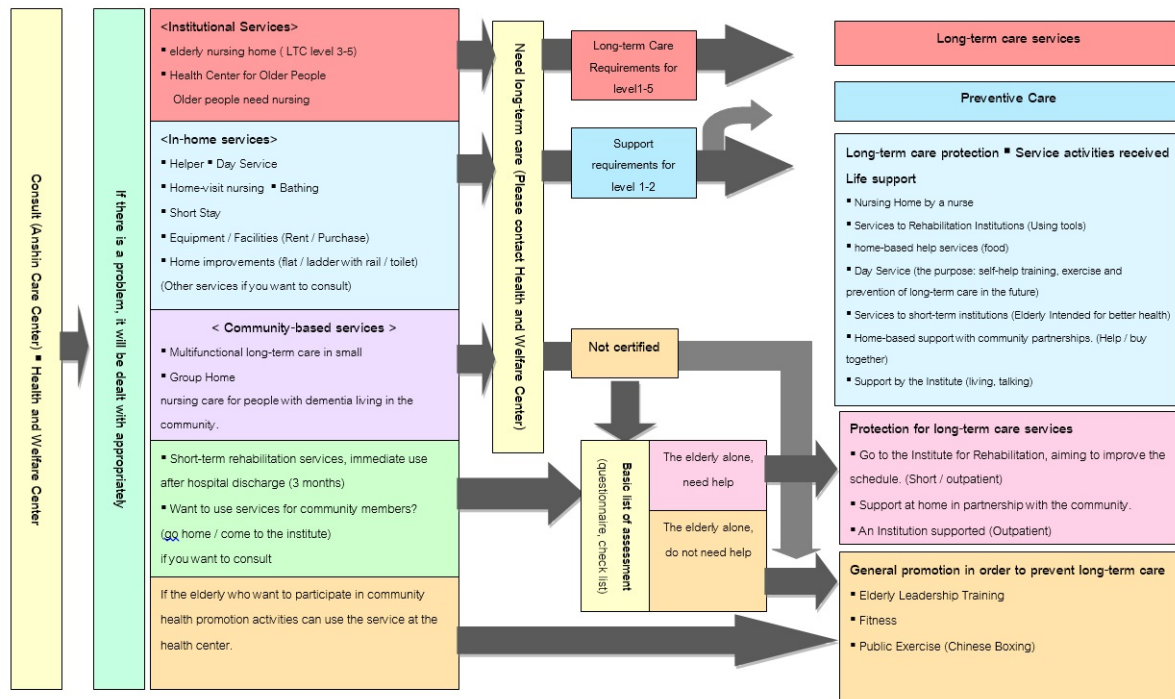 Consult (Anshin Care Center) ▪ Health and Welfare Center
If there is a problem, it will be dealt with appropriately
<Institutional Services>
▪ elderly nursing home ( LTC level 3-5)
▪ Health Center for Older People
Older people need nursing
<In-home services>
▪ Helper ▪ Day Service
▪ Home-visit nursing ▪ Bathing
▪ Short Stay
▪ Equipment / Facilities (Rent / Purchase)
▪ Home improvements (flat / ladder with rail / toilet)
(Other services if you want to consult)
< Community-based services >
▪ Multifunctional long-term care in small
▪ Group Home
nursing care for people with dementia living in the
community.
▪ Short-term rehabilitation services, immediate use
after hospital discharge (3 months)
▪ Want to use services for community members?
(go home / come to the institute)
if you want to consult
If the elderly who want to participate in community
health promotion activities can use the service at the
health center.
Need long-term care (Please contact Health and Welfare Center)
Long-term Care
Requirements for
level1-5
Support
requirements for
level 1-2
Not certified
Basic list of assessment
(questionnaire, check list)
The elderly alone,
need help
The elderly alone,
do not need help
Long-term care services
Preventive Care
Long-term care protection ▪ Service activities received
Life support
▪ Nursing Home by a nurse
▪ Services to Rehabilitation Institutions (Using tools)
▪ home-based help services (food)
▪ Day Service (the purpose: self-help training, exercise and
prevention of long-term care in the future)
▪ Services to short-term institutions (Elderly Intended for better health)
▪ Home-based support with community partnerships. (Help / buy
together)
▪ Support by the Institute (living, talking)
Protection for long-term care services
▪ Go to the Institute for Rehabilitation, aiming to improve the
schedule. (Short / outpatient)
▪ Support at home in partnership with the community.
▪ An Institution supported (Outpatient)
General promotion in order to prevent long-term care
▪ Elderly Leadership Training
▪ Fitness
▪ Public Exercise (Chinese Boxing)